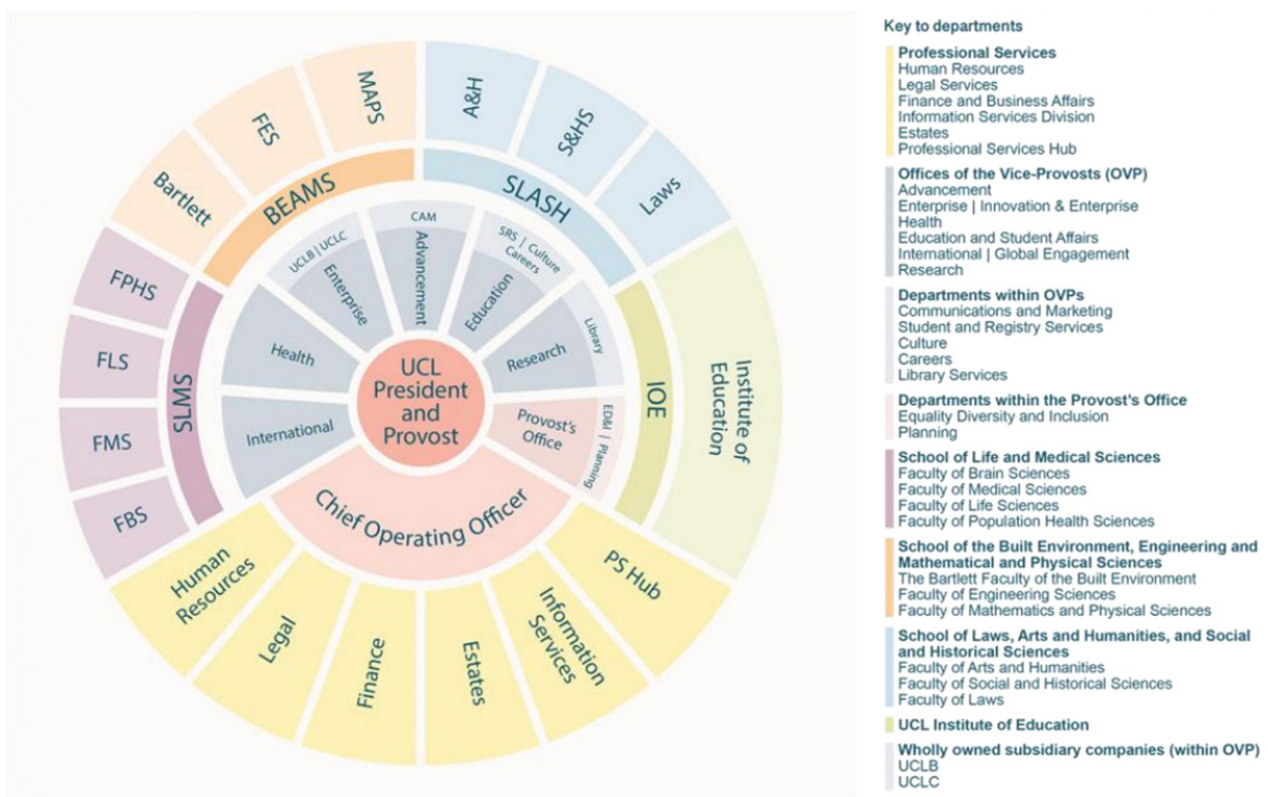 MAPS
A&H
FES
S&HS
Bartlett
Laws
BEAMS
SLASH
CAM
UCLB | UCLC
SRS | Culture
Careers
Advancement
Enterprise
Education
FPHS
Health
Research
Library
FLS
SLMS
UCL
President
and
Provost
IOE
Institute of
Education
FMS
International
Provost's
Office
ED&I | Planning
FBS
Chief Operating Officer
Human
Resources
Legal
Finance
Estates
Information
Services
PS Hub
Key to departments
Professional Services
Human Resources
Legal Services
Finance and Business Affairs
Information Services Division
Estates
Professional Services Hub
Offices of the Vice-Provosts (OVP)
Advancement
Enterprise | Innovation & Enterprise
Health
Education and Student Affairs
International | Global Engagement
Research
Departments within OVPs
Communications and Marketing
Student and Registry Services
Culture
Careers
Library Services
Departments within the Provost's Office
Equality Diversity and Inclusion
Planning
School of Life and Medical Sciences
Faculty of Brain Sciences
Faculty of Medical Sciences
Faculty of Life Sciences
Faculty of Population Health Sciences
School of the Built Environment, Engineering and
Mathematical and Physical Sciences
The Bartlett Faculty of the Built Environment
Faculty of Engineering Sciences
Faculty of Mathematics and Physical Sciences
School of Laws, Arts and Humanities, and Social
and Historical Sciences
Faculty of Arts and Humanities
Faculty of Social and Historical Sciences
Faculty of Laws
UCL Institute of Education
Wholly owned subsidiary companies (within OVP)
UCLB
UCLC